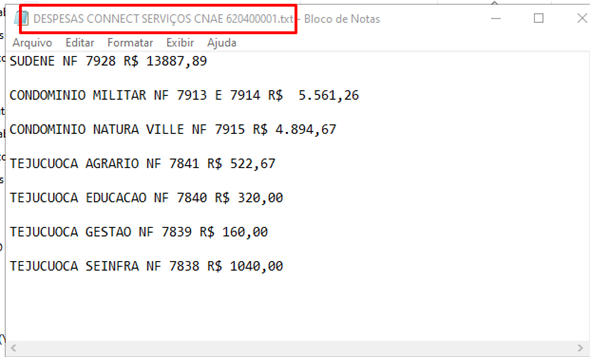 DESPESAS CONNECT SERVIÇOS CNAE 620400001.txt - Bloco de Notas
Arquivo Editar Formatar Exibir Ajuda
SUDENE NF 7928 R$ 13887,89
CONDOMINIO MILITAR NF 7913 E 7914 R$ 5.561,26
CONDOMINIO NATURA VILLE NF 7915 R$ 4.894,67
TEJUCUOCA AGRARIO NF 7841 R$ 522,67
TEJUCUOCA EDUCACAO NF 7840 R$ 320,00
TEJUCUOCA GESTAO NF 7839 R$ 160,00
TEJUCUOCA SEINFRA NF 7838 R$ 1040,00